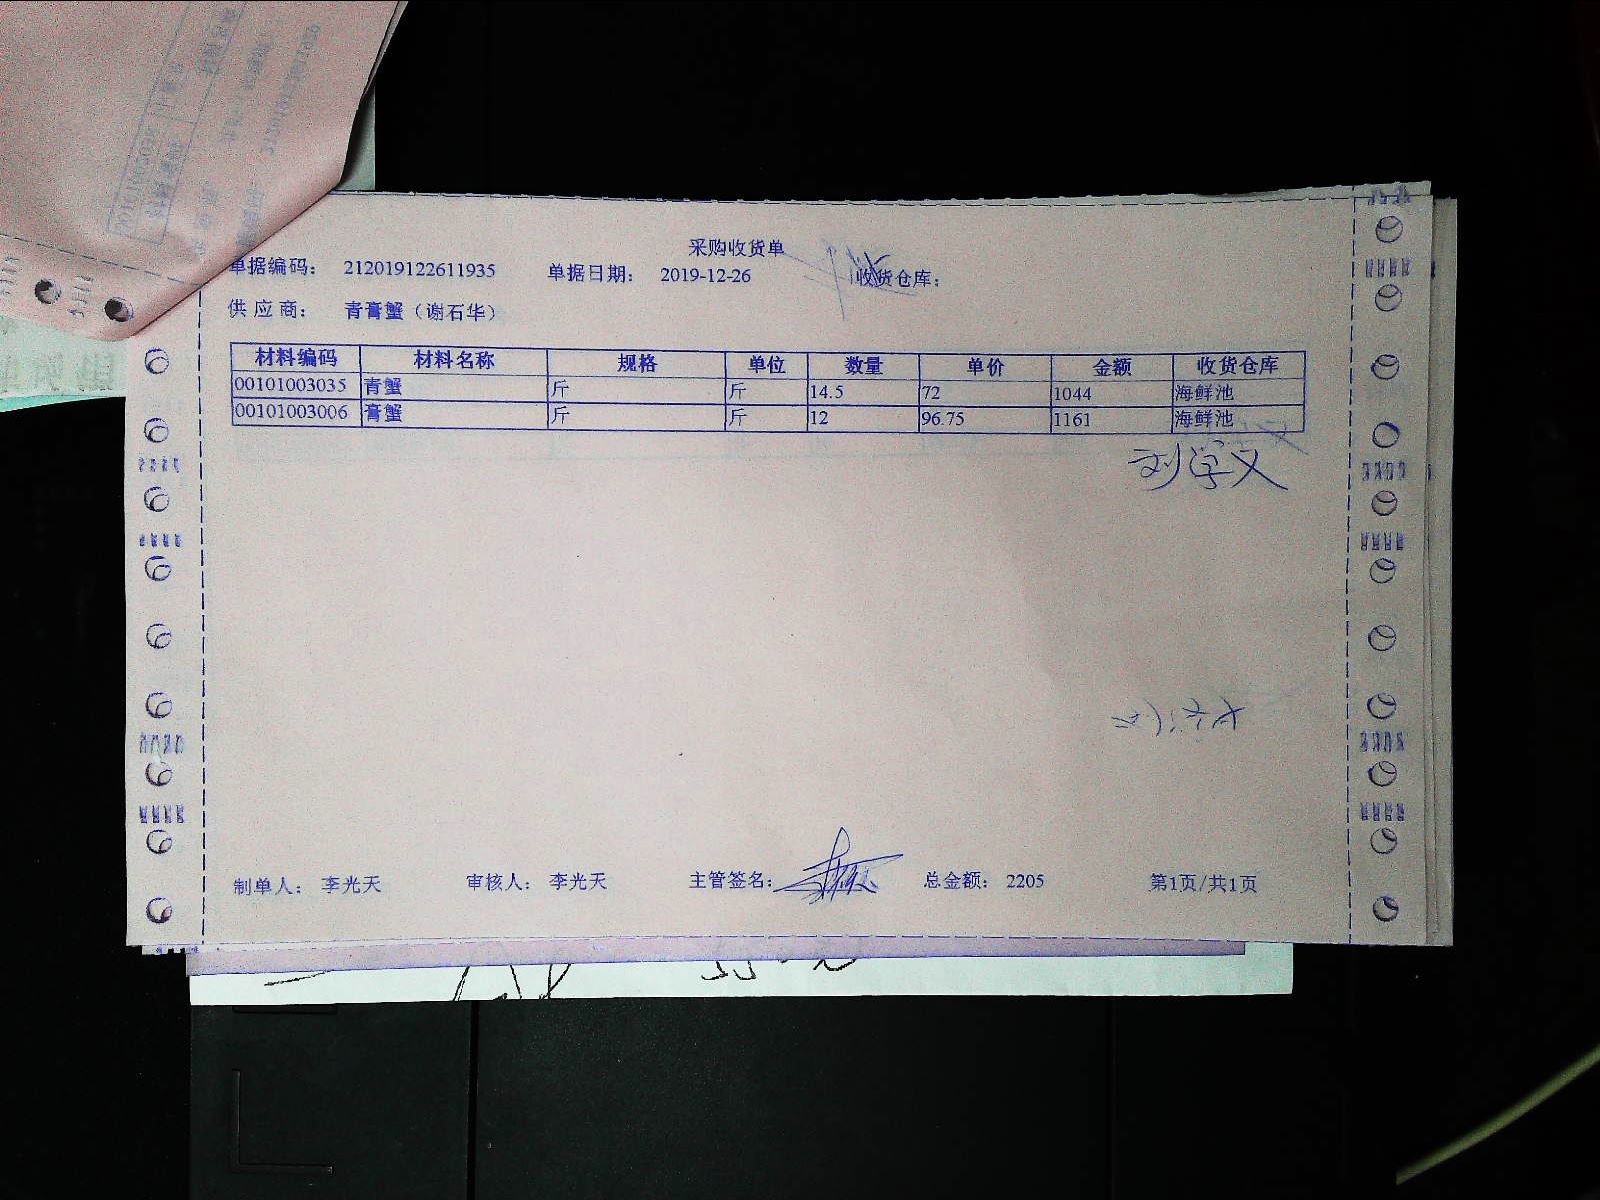 采购收货单
单据编码： 212019122611935 单据日期： 2019-12-26 收货仓库：
供应商： 青膏蟹（谢石华）
材料编码 材料名称 规格 单位 数量 单价 金额 收货仓库
00101003035 青蟹 斤 斤 14.5 72 1044 海鲜池
00101003006 膏蟹 斤 斤 12 96.75 1161 海鲜池
刘学义
制单人： 李光天 审核人： 李光天 主管签名： 总金额： 2205 第1页/共1页